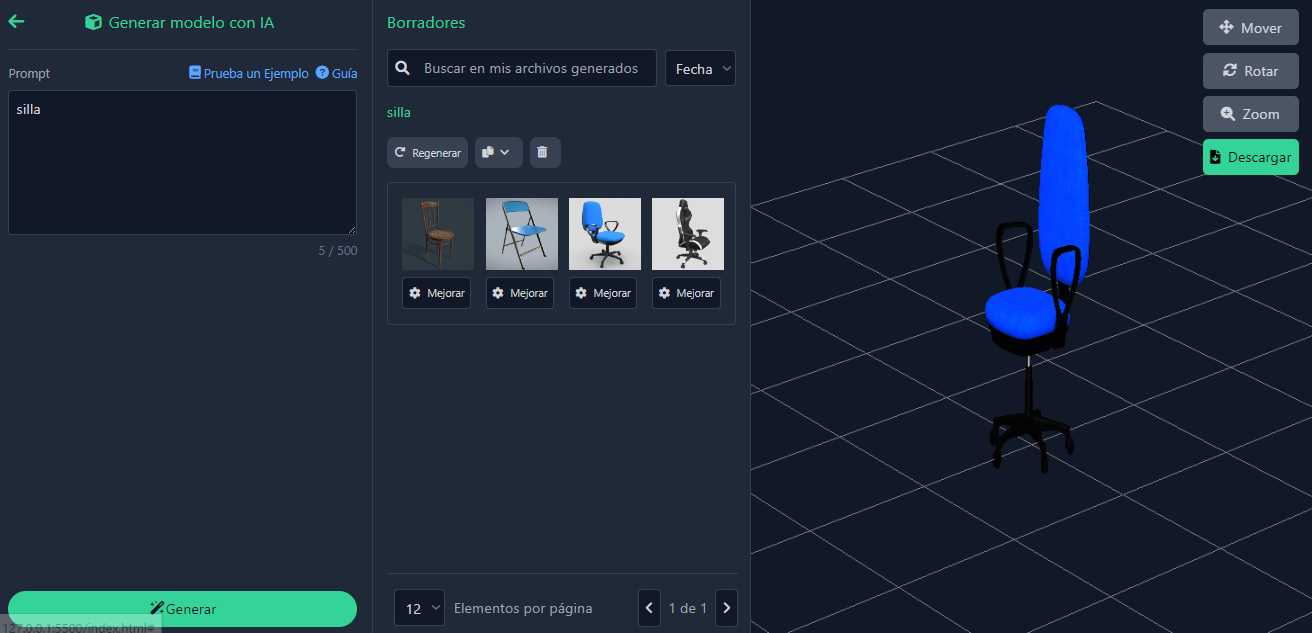 Generar modelo con IA
Prompt
Prueba un Ejemplo
Guía
silla
5 / 500
Generar
127.0.0.1:5500/index.html#
Borradores
Buscar en mis archivos generados
Fecha
silla
Regenerar
Mejorar
Mejorar
Mejorar
Mejorar
12
Elementos por página
1 de 1
Mover
Rotar
Zoom
Descargar